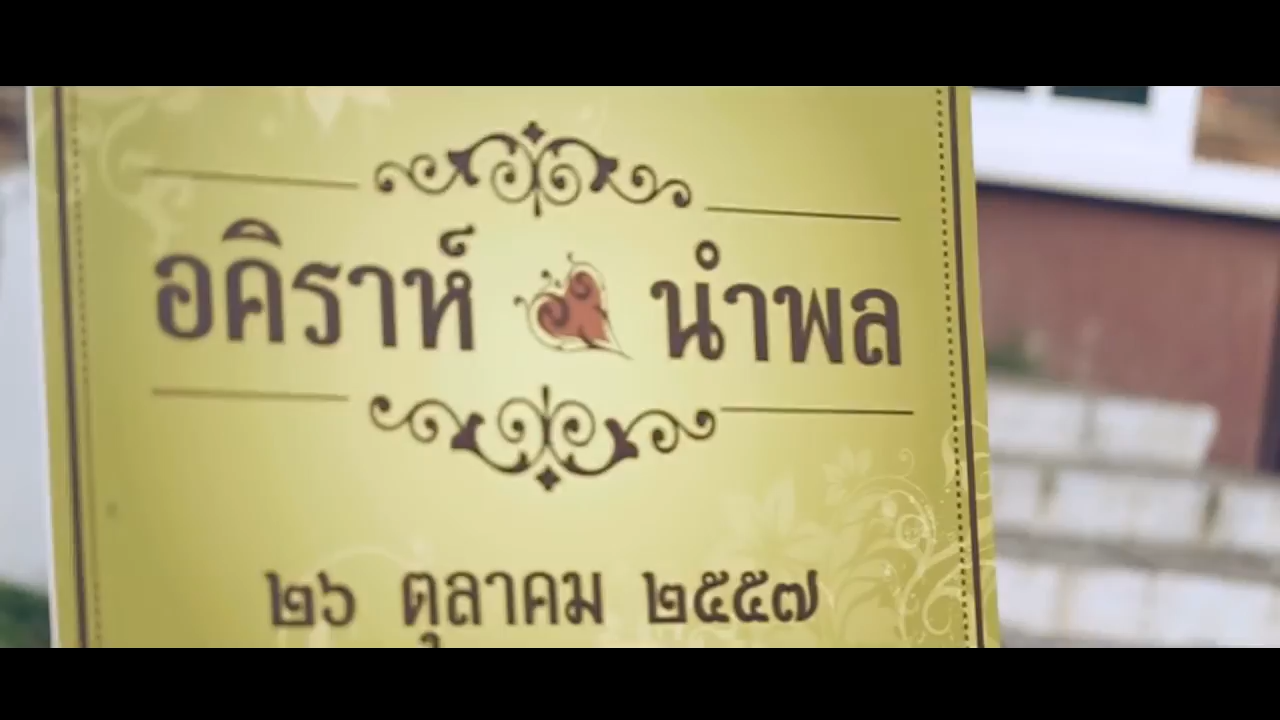 อคิราห์ นำพล
๒๖ ตุลาคม ๒๕๕๗